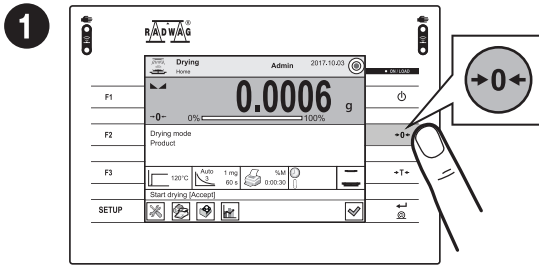 1
RADWAG®
Drying
Home
Admin
2017-10-03
• ON / LOAD
0.0006 g
→0←
0% 100%
F1
F2
→0←
→0←
Drying mode
Product
F3
→T←
120°C
Auto
3
1 mg
60 s
%M
0:00:30
Start drying [Accept]
SETUP